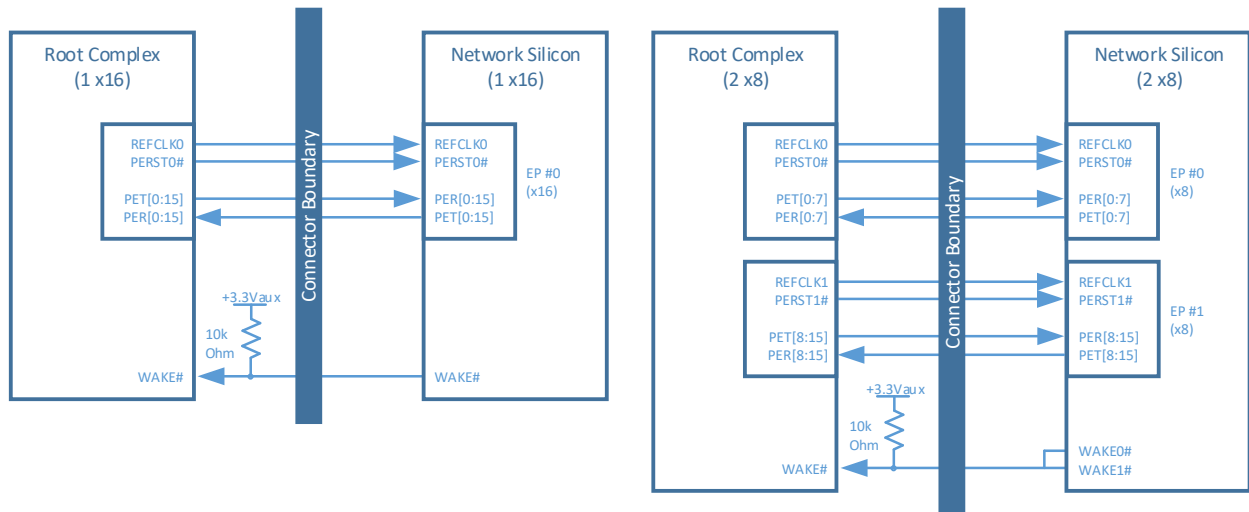 Root Complex
(1 x16)
REFCLK0
PERST0#
PET[0:15]
PER[0:15]
+3.3Vaux
10k
Ohm
WAKE#
Connector Boundary
Network Silicon
(1 x16)
REFCLK0
PERST0#
PER[0:15]
PET[0:15]
EP #0
(x16)
WAKE#
Root Complex
(2 x8)
REFCLK0
PERST0#
PET[0:7]
PER[0:7]
REFCLK1
PERST1#
PET[8:15]
PER[8:15]
+3.3Vaux
10k
Ohm
WAKE#
Connector Boundary
Network Silicon
(2 x8)
REFCLK0
PERST0#
PER[0:7]
PET[0:7]
EP #0
(x8)
REFCLK1
PERST1#
PER[8:15]
PET[8:15]
EP #1
(x8)
WAKE0#
WAKE1#